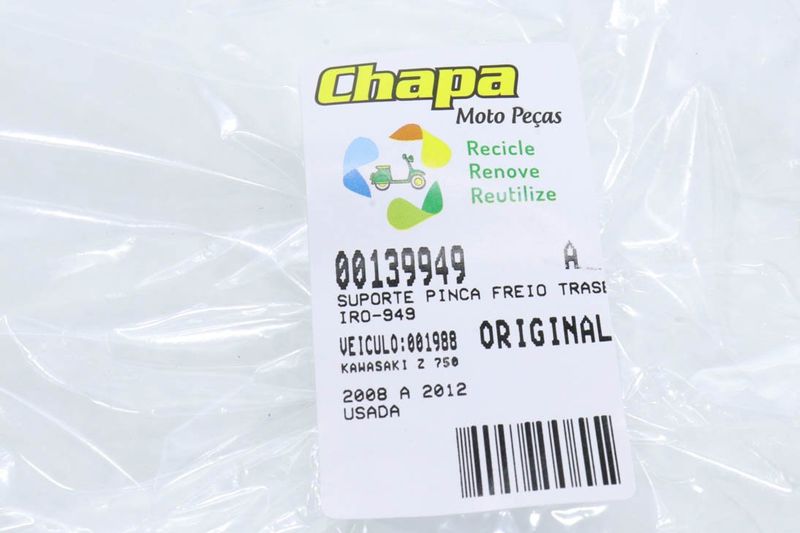 Chapa
Moto Peças
Recicle
Renove
Reutilize
00139949 A
SUPORTE PINCA FREIO TRASE
IRO-949
VEICULO:001988 ORIGINAL
KAWASAKI Z 750
2008 A 2012
USADA